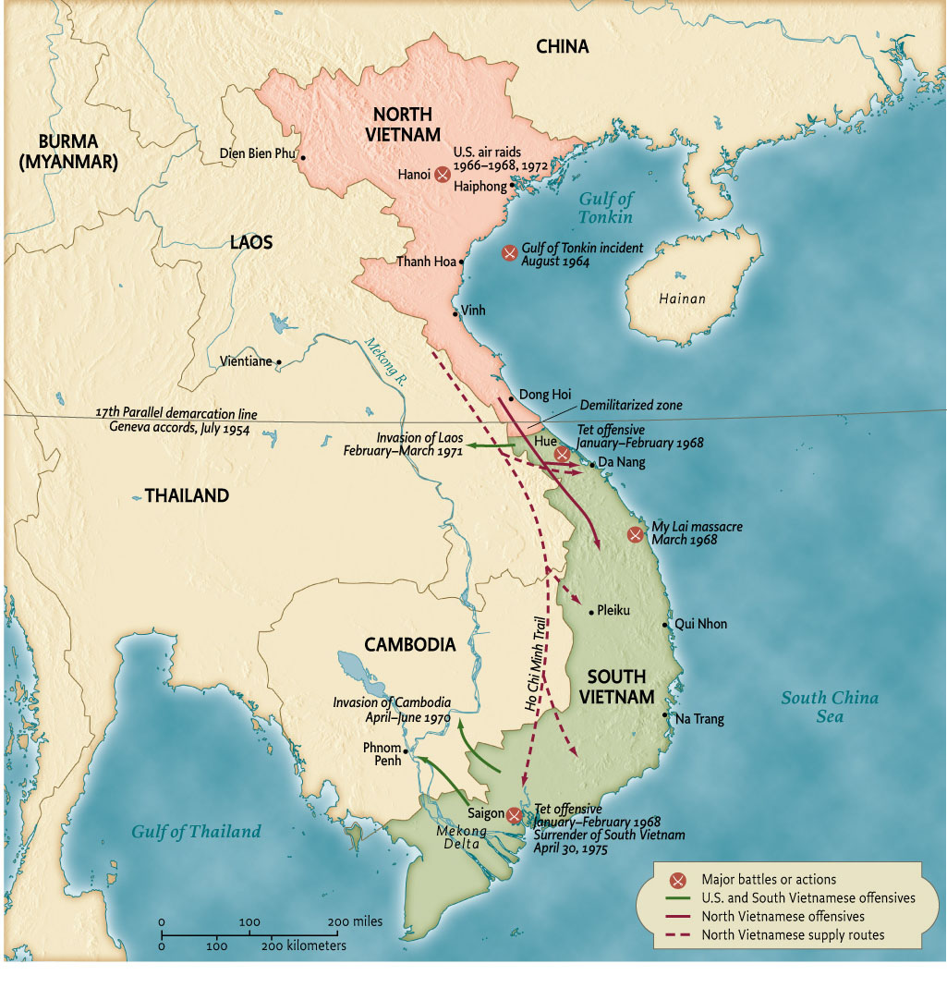 CHINA
NORTH
VIETNAM
BURMA
(MYANMAR)
Dien Bien Phu
U.S. air raids
1966–1968, 1972
Hanoi
Haiphong
Gulf of
Tonkin
LAOS
Gulf of Tonkin incident
August 1964
Thanh Hoa
Hainan
Vinh
Mekong R.
Vientiane
Dong Hoi
Demilitarized zone
17th Parallel demarcation line
Geneva accords, July 1954
Invasion of Laos
February–March 1971
Tet offensive
January–February 1968
Hue
Da Nang
THAILAND
My Lai massacre
March 1968
Pleiku
Qui Nhon
CAMBODIA
Ho Chi Minh Trail
SOUTH
VIETNAM
South China
Sea
Invasion of Cambodia
April–June 1970
Na Trang
Phnom
Penh
Saigon
Tet offensive
January–February 1968
Surrender of South Vietnam
April 30, 1975
Mekong
Delta
Gulf of Thailand
Major battles or actions
U.S. and South Vietnamese offensives
North Vietnamese offensives
North Vietnamese supply routes
0 100 200 miles
0 100 200 kilometers